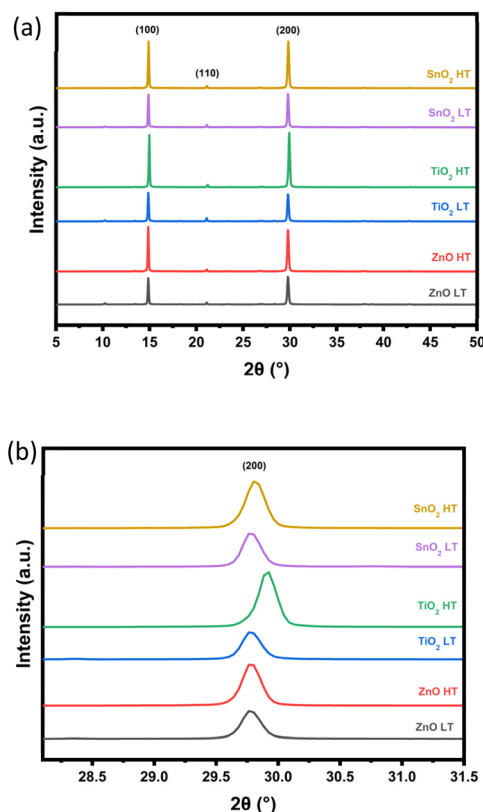 (a)
(100)
(110)
(200)
SnO₂ HT
SnO₂ LT
TiO₂ HT
TiO₂ LT
ZnO HT
ZnO LT
Intensity (a.u.)
5 10 15 20 25 30 35 40 45 50
2θ (°)
(b)
(200)
SnO₂ HT
SnO₂ LT
TiO₂ HT
TiO₂ LT
ZnO HT
ZnO LT
Intensity (a.u.)
28.5 29.0 29.5 30.0 30.5 31.0 31.5
2θ (°)